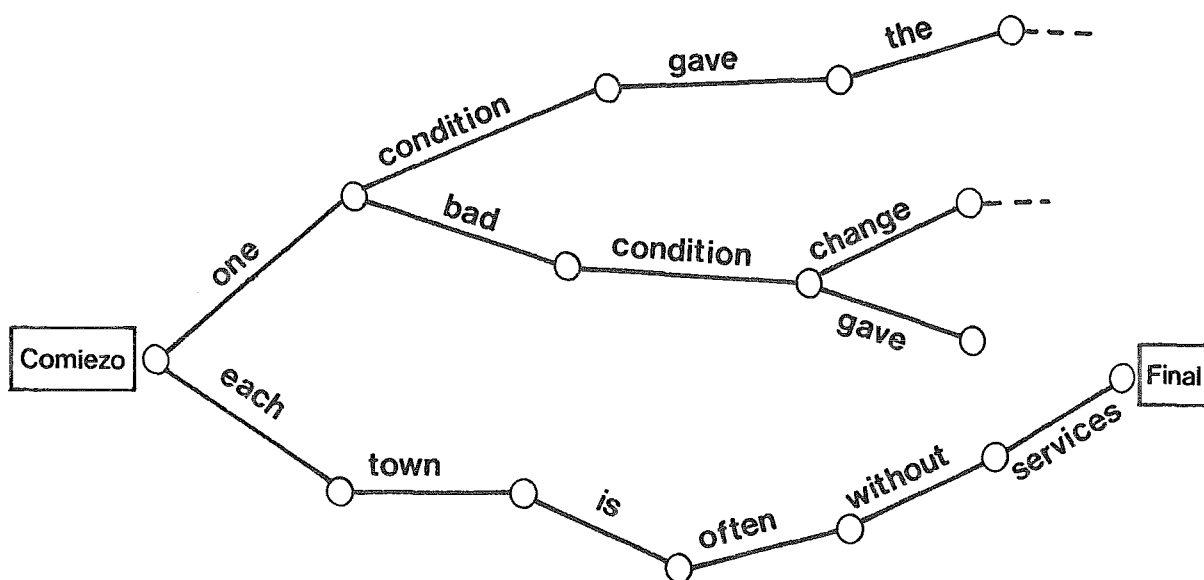 one condition gave the
bad condition change
gave
Comiezo
each town is often without services
Final